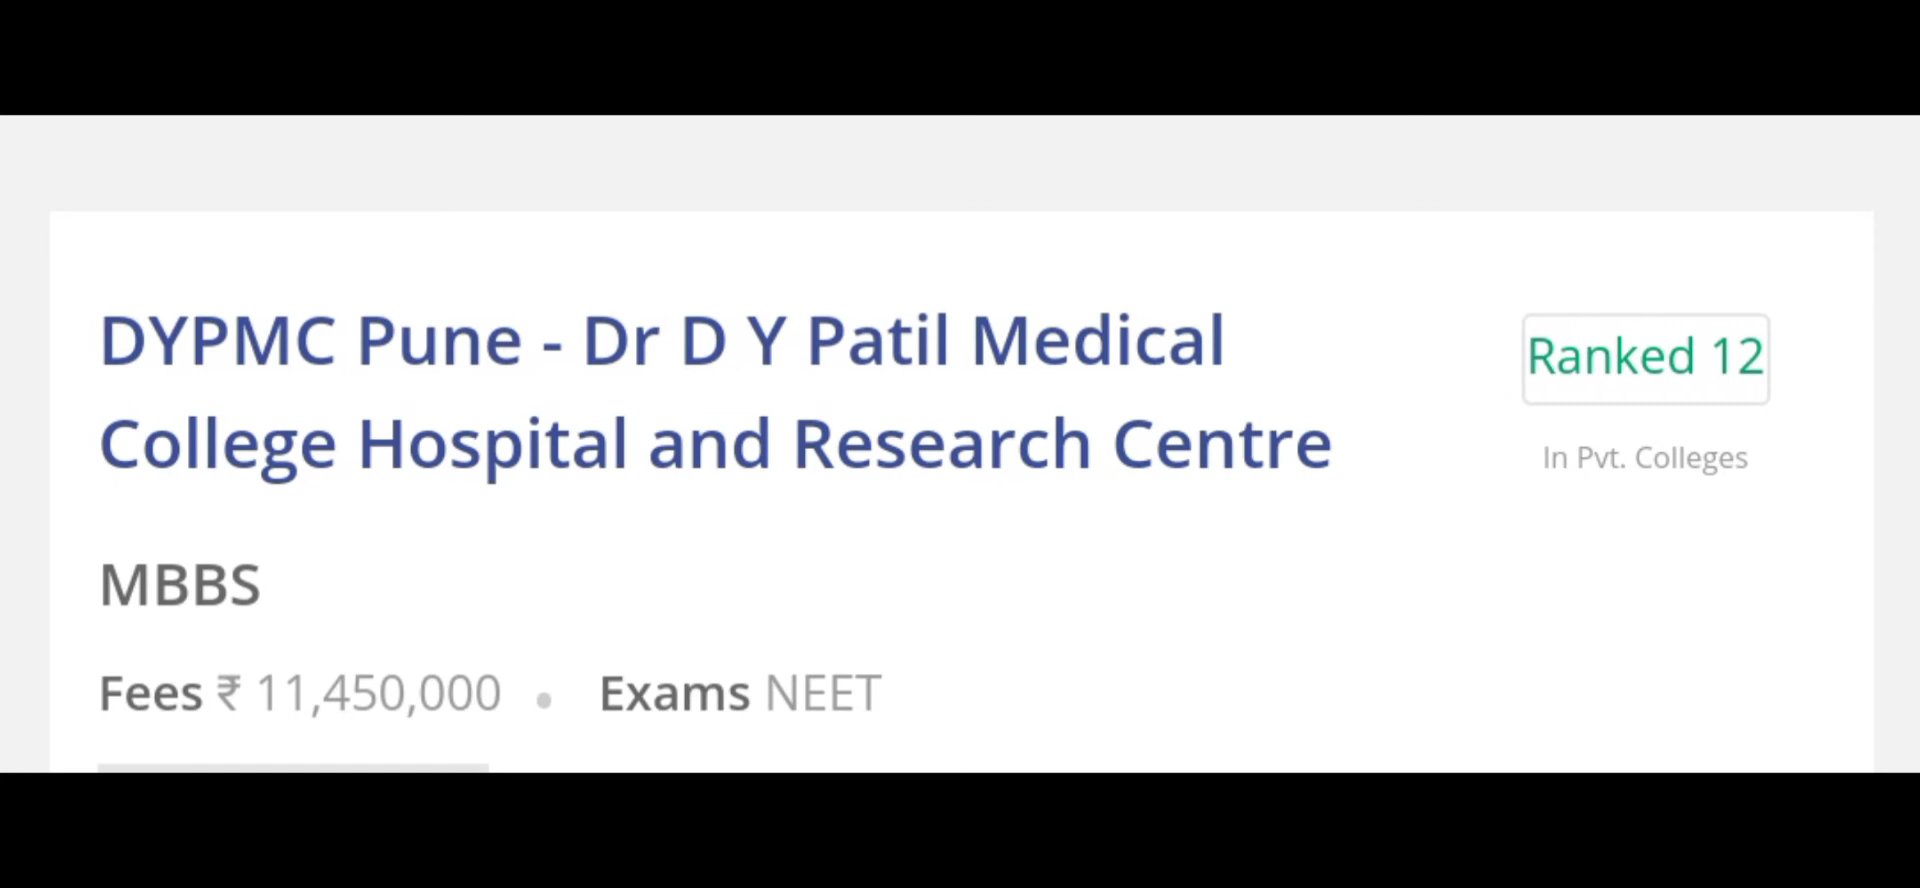 DYPMC Pune - Dr D Y Patil Medical
College Hospital and Research Centre
Ranked 12
In Pvt. Colleges
MBBS
Fees ₹ 11,450,000 • Exams NEET